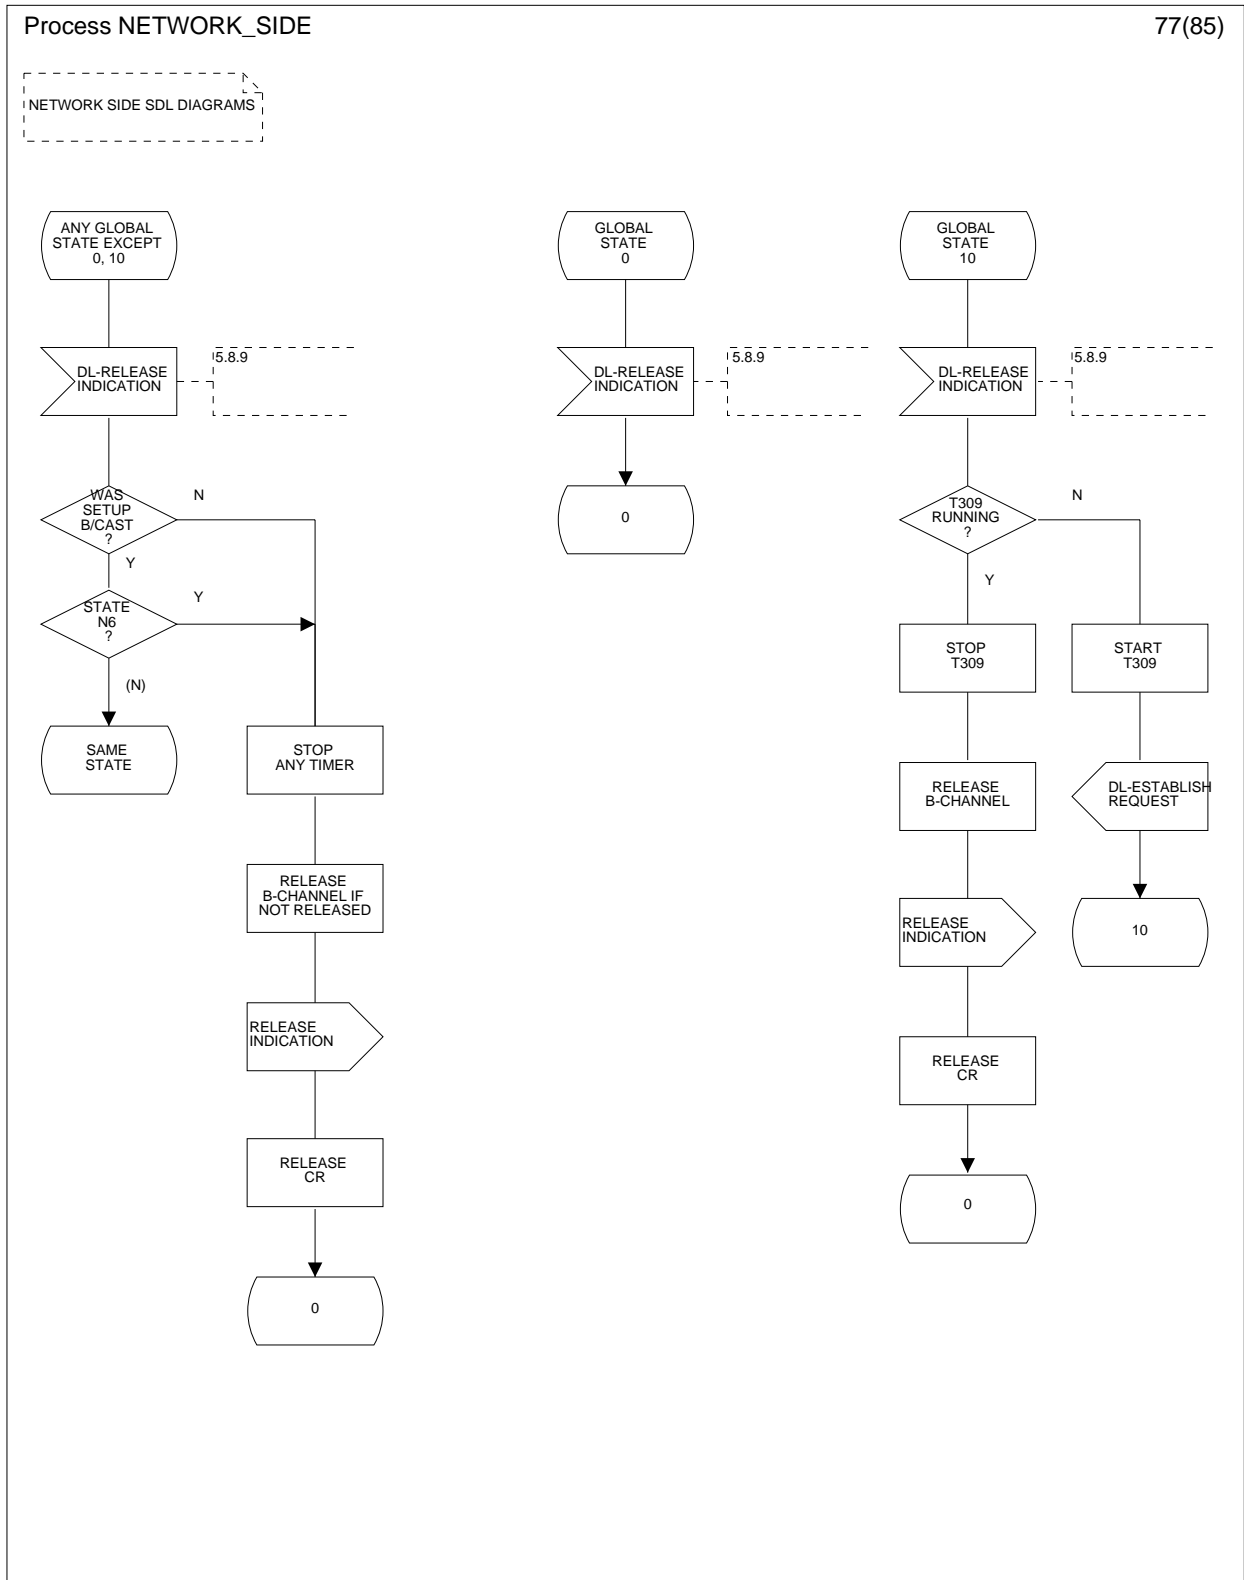 Process NETWORK_SIDE
77(85)
NETWORK SIDE SDL DIAGRAMS
ANY GLOBAL
STATE EXCEPT
0, 10
DL-RELEASE
INDICATION
5.8.9
WAS
SETUP
B/CAST
?
N
Y
STATE
N6
?
Y
(N)
SAME
STATE
STOP
ANY TIMER
RELEASE
B-CHANNEL IF
NOT RELEASED
RELEASE
INDICATION
RELEASE
CR
0
GLOBAL
STATE
0
DL-RELEASE
INDICATION
5.8.9
0
GLOBAL
STATE
10
DL-RELEASE
INDICATION
5.8.9
T309
RUNNING
?
N
Y
STOP
T309
RELEASE
B-CHANNEL
RELEASE
INDICATION
RELEASE
CR
0
START
T309
DL-ESTABLISH
REQUEST
10